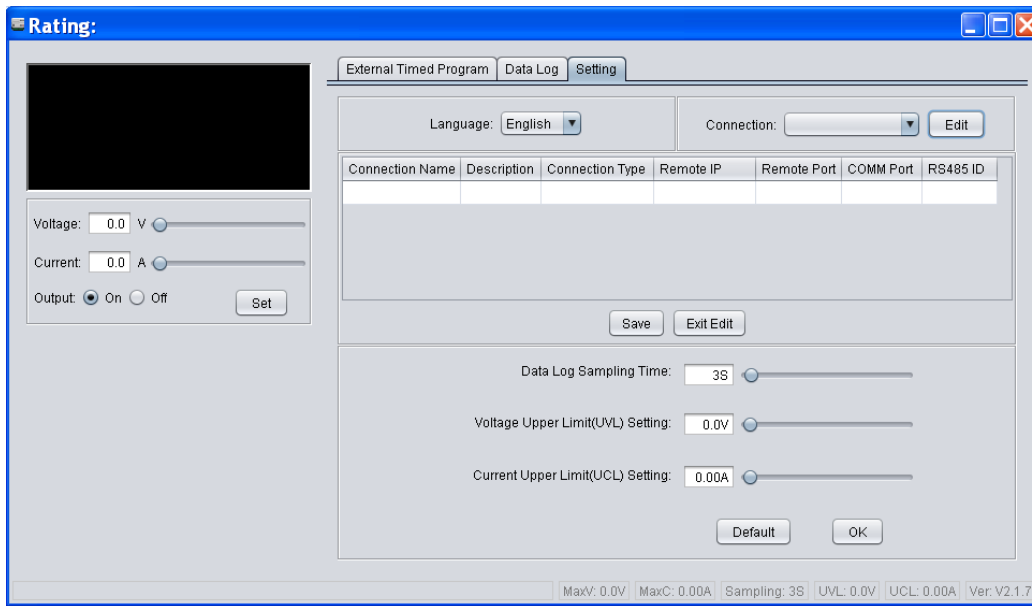 Rating:
External Timed Program Data Log Setting
Language: English Connection: Edit
Connection Name Description Connection Type Remote IP Remote Port COMM Port RS485 ID
Voltage: 0.0 V
Current: 0.0 A
Output: On Off Set
Save Exit Edit
Data Log Sampling Time: 3S
Voltage Upper Limit(UVL) Setting: 0.0V
Current Upper Limit(UCL) Setting: 0.00A
Default OK
MaxV: 0.0V MaxC: 0.00A Sampling: 3S UVL: 0.0V UCL: 0.00A Ver: V2.1.7